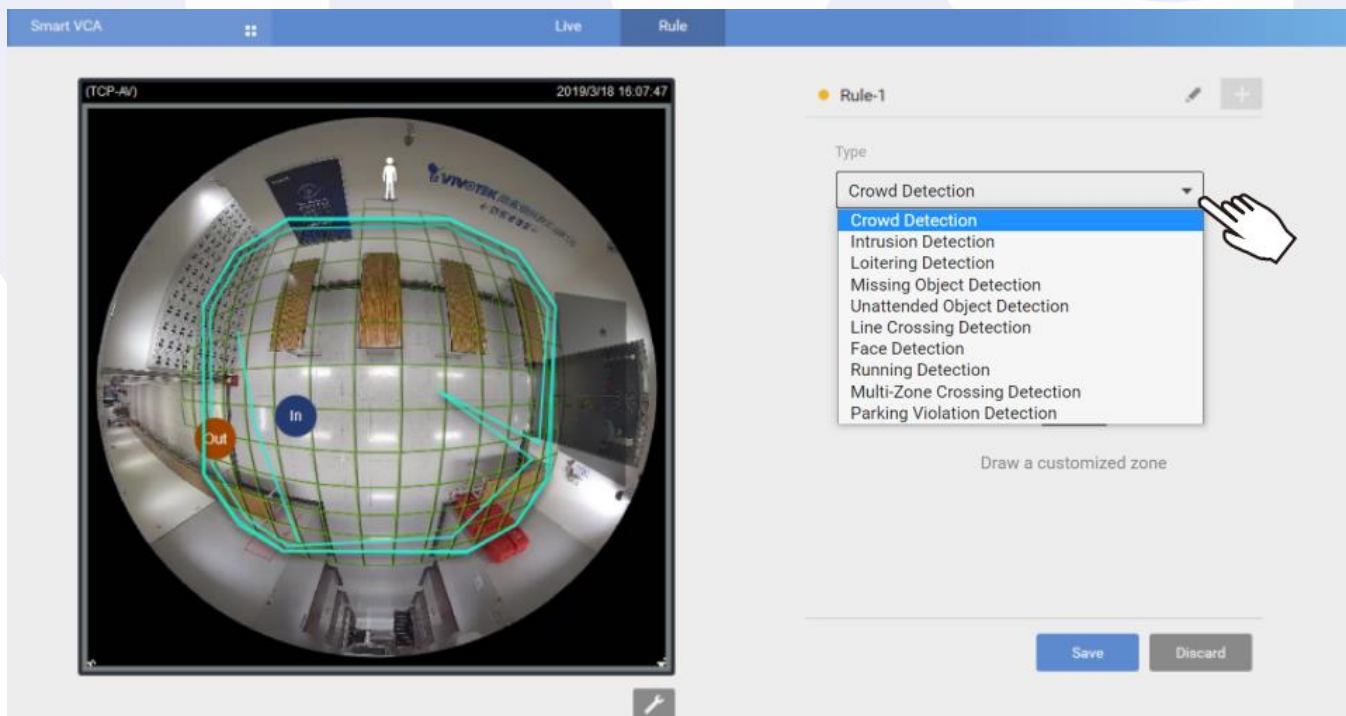 Smart VCA
Live
Rule
(TCP-AV)
2019/3/18 16:07:47
VIVOTEK
Out
In
Rule-1
Type
Crowd Detection
Crowd Detection
Intrusion Detection
Loitering Detection
Missing Object Detection
Unattended Object Detection
Line Crossing Detection
Face Detection
Running Detection
Multi-Zone Crossing Detection
Parking Violation Detection
Draw a customized zone
Save
Discard